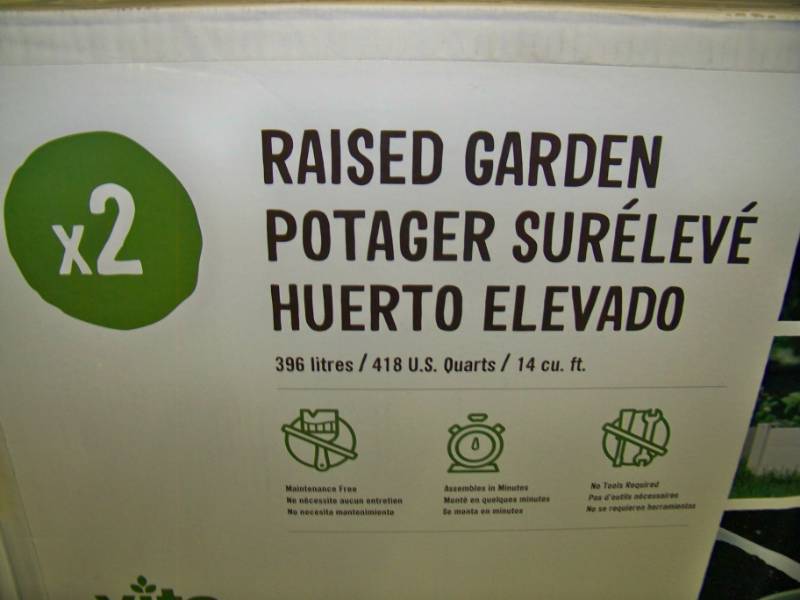 x2
RAISED GARDEN
POTAGER SURÉLEVÉ
HUERTO ELEVADO
396 litres / 418 U.S. Quarts / 14 cu. ft.
Maintenance Free
Ne nécessite aucun entretien
No necesita mantenimiento
Assembles in Minutes
Monté en quelques minutes
Se monta en minutos
No Tools Required
Pas d'outils nécessaires
No se requieren herramientas